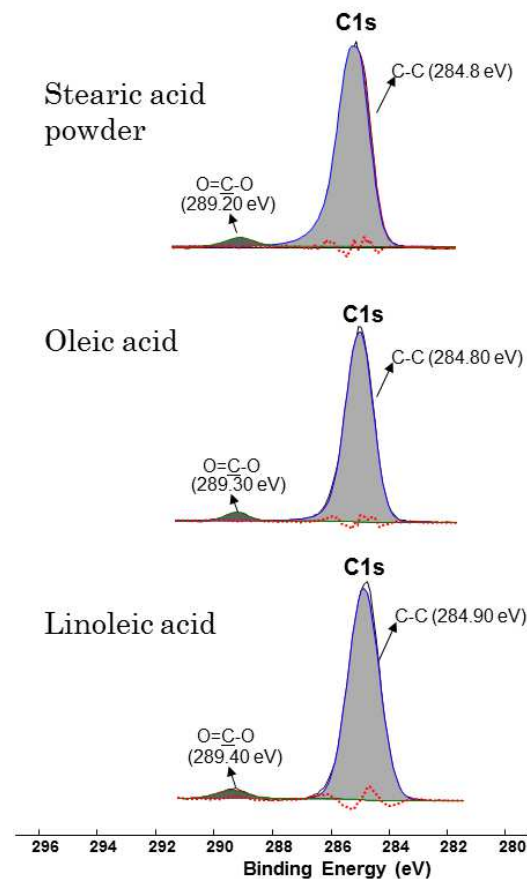 C1s
Stearic acid
powder
C-C (284.8 eV)
O=C-O
(289.20 eV)
C1s
Oleic acid
C-C (284.80 eV)
O=C-O
(289.30 eV)
C1s
Linoleic acid
C-C (284.90 eV)
O=C-O
(289.40 eV)
296 294 292 290 288 286 284 282 280
Binding Energy (eV)